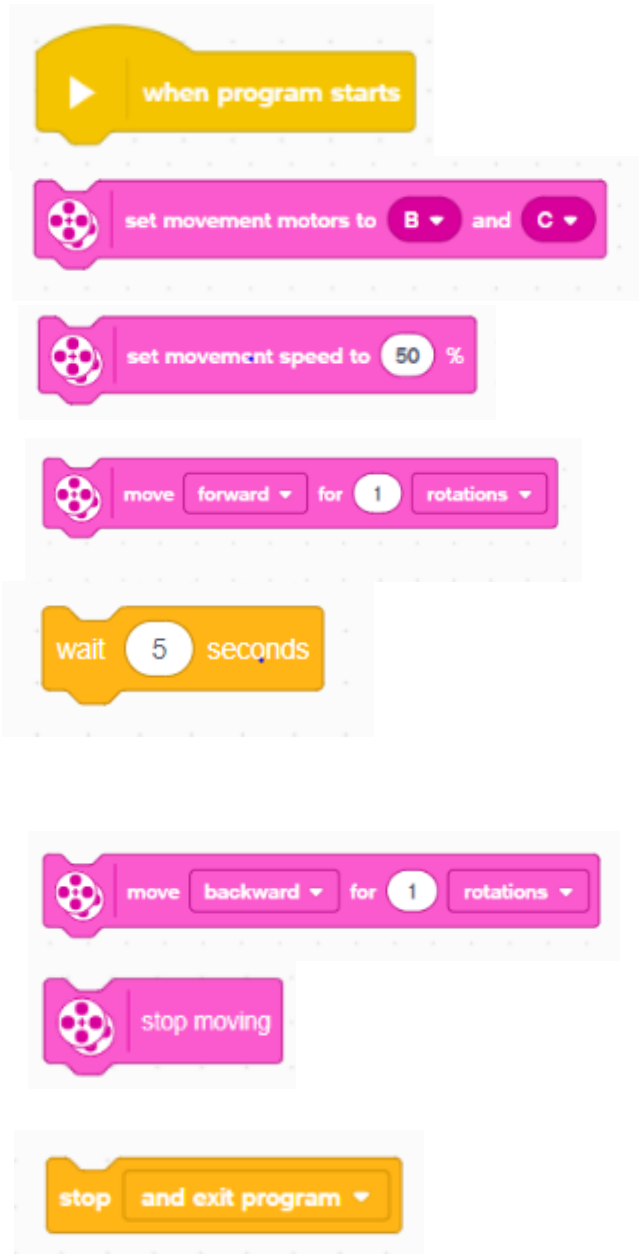 when program starts
set movement motors to B and C
set movement speed to 50 %
move forward for 1 rotations
wait 5 seconds
move backward for 1 rotations
stop moving
stop and exit program